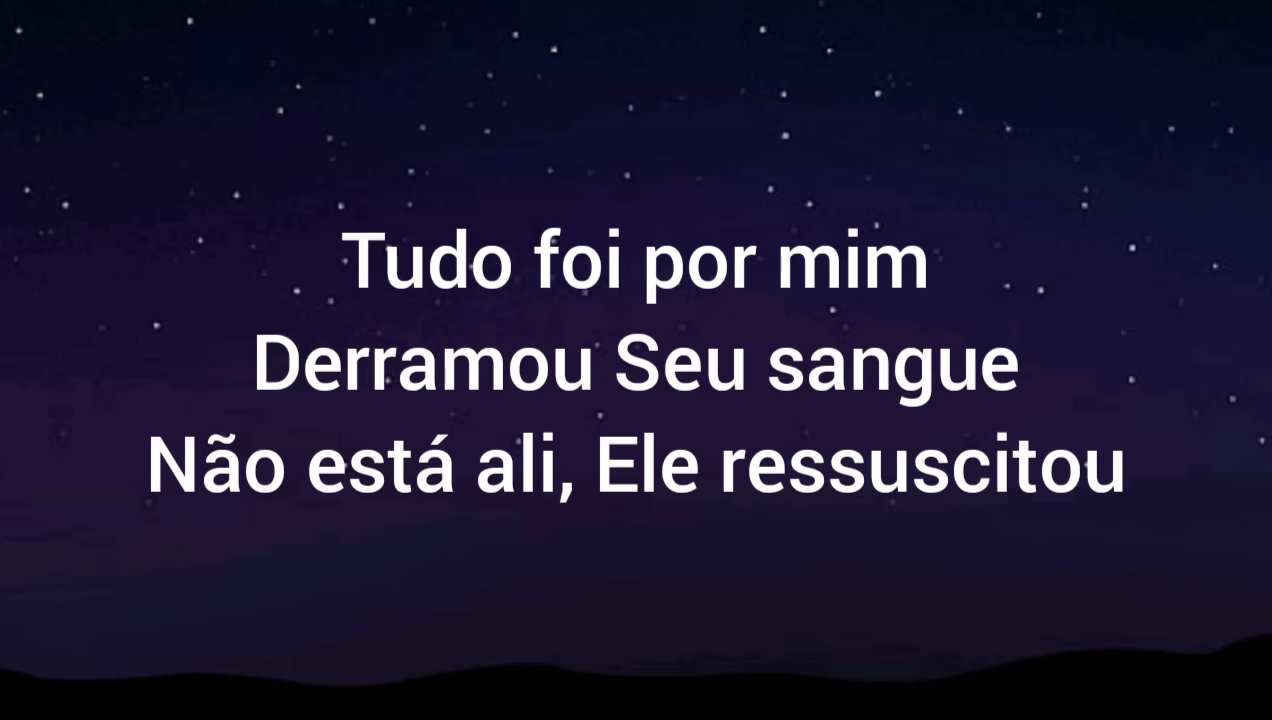 Tudo foi por mim
Derramou Seu sangue
Não está ali, Ele ressuscitou